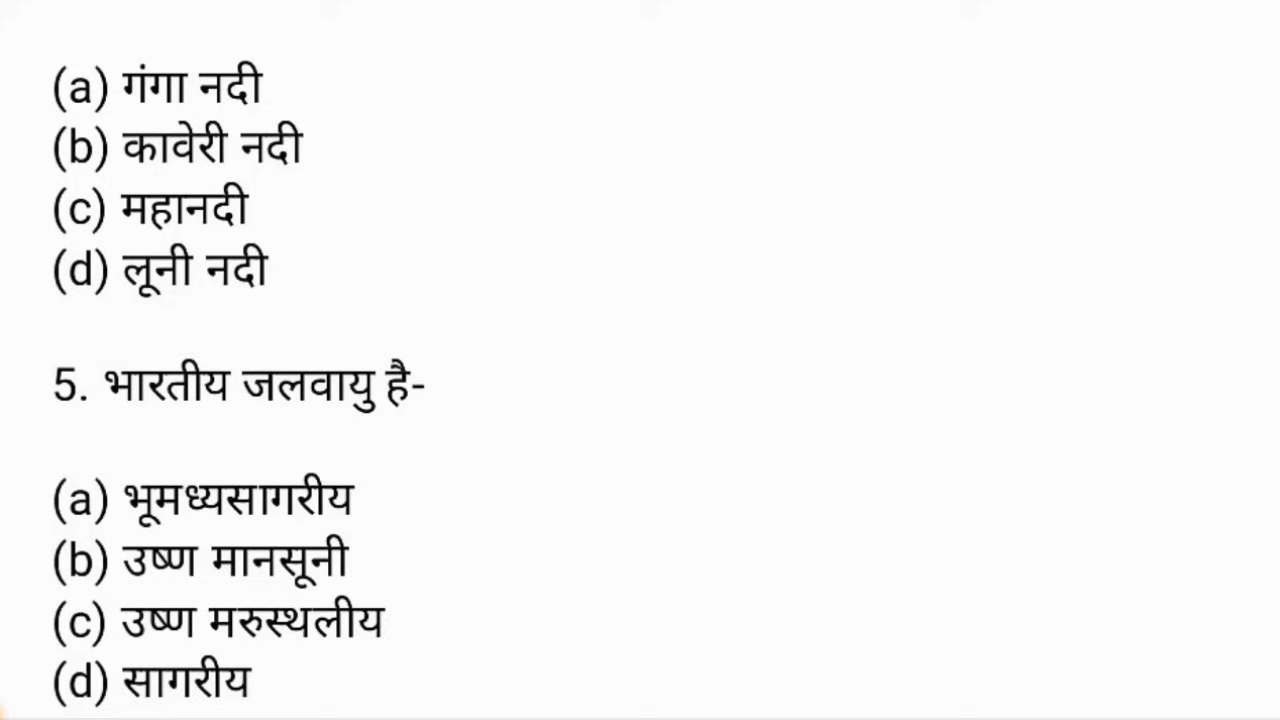 (a) गंगा नदी
(b) कावेरी नदी
(c) महानदी
(d) लूनी नदी
5. भारतीय जलवायु है-
(a) भूमध्यसागरीय
(b) उष्ण मानसूनी
(c) उष्ण मरुस्थलीय
(d) सागरीय